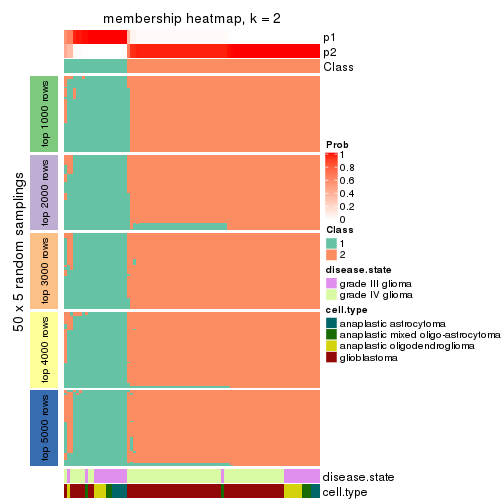 membership heatmap, k = 2
p1
p2
Class
50 x 5 random samplings
top 1000 rows
top 2000 rows
top 3000 rows
top 4000 rows
top 5000 rows
Prob
1
0.8
0.6
0.4
0.2
0
Class
1
2
disease.state
grade III glioma
grade IV glioma
cell.type
anaplastic astrocytoma
anaplastic mixed oligo-astrocytoma
anaplastic oligodendroglioma
glioblastoma
disease.state
cell.type